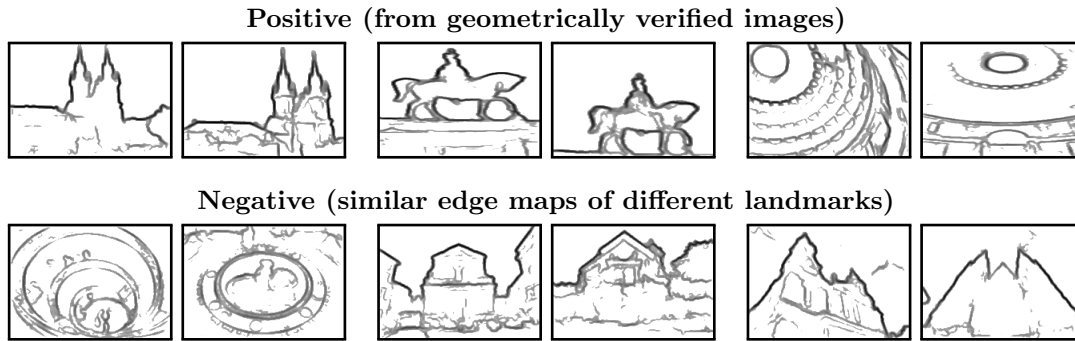 Positive (from geometrically verified images)
Negative (similar edge maps of different landmarks)